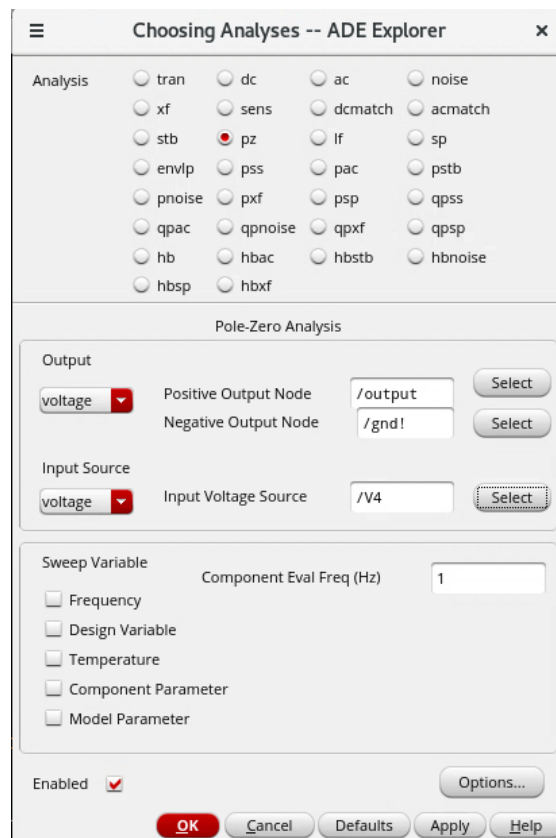 Choosing Analyses -- ADE Explorer
Analysis tran dc ac noise
xf sens dcmatch acmatch
stb pz lf sp
envlp pss pac pstb
pnoise pxf psp qpss
qpac qpnoise qpxf qpsp
hb hbac hbstb hbnoise
hbsp hbxf
Pole-Zero Analysis
Output
voltage Positive Output Node /output Select
Negative Output Node /gnd! Select
Input Source
voltage Input Voltage Source /V4 Select
Sweep Variable
Component Eval Freq (Hz) 1
Frequency
Design Variable
Temperature
Component Parameter
Model Parameter
Enabled Options...
OK Cancel Defaults Apply Help